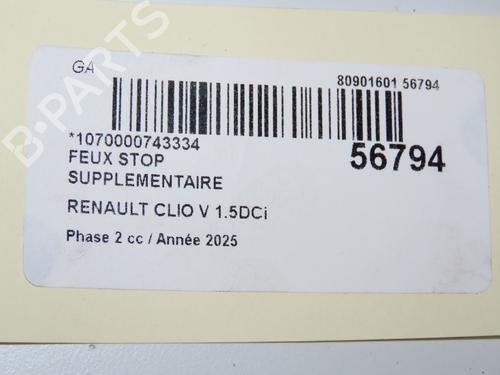 GA
80901601 56794
*1070000743334
56794
FEUX STOP
SUPPLEMENTAIRE
RENAULT CLIO V 1.5DCi
Phase 2 cc / Année 2025
B-PARTS